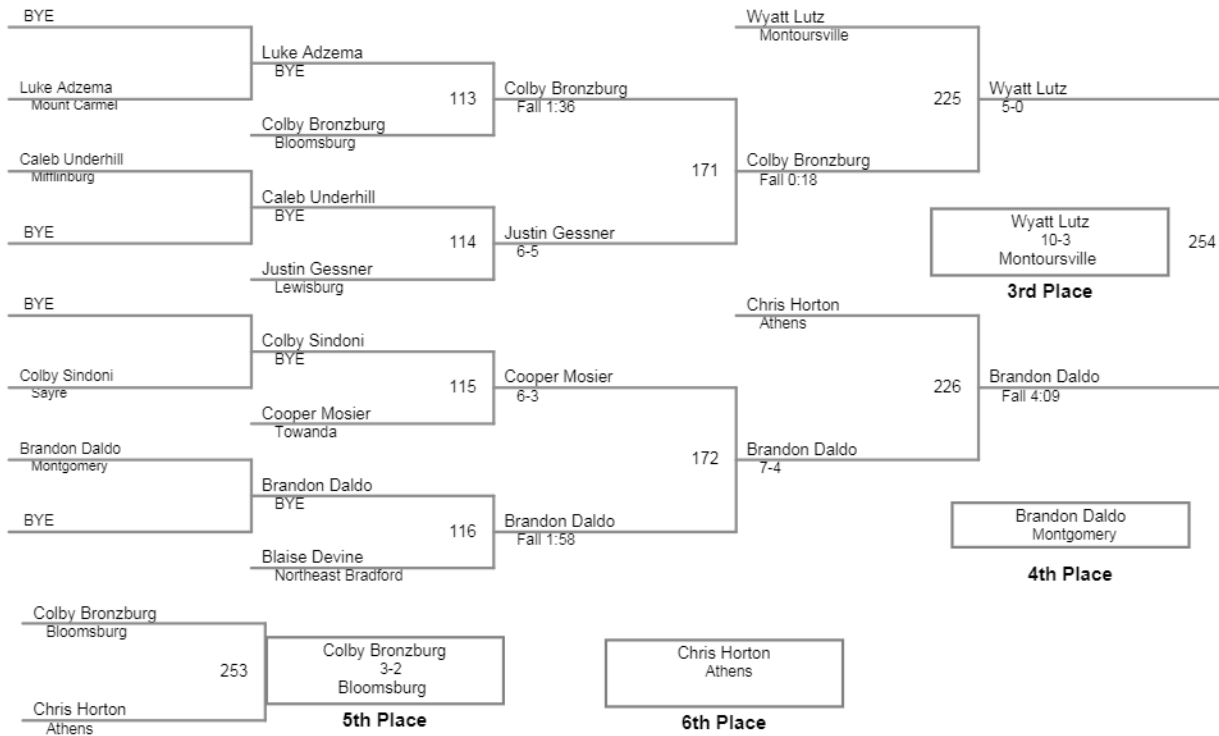 BYE
Luke Adzema
Mount Carmel
Caleb Underhill
Mifflinburg
BYE
BYE
Colby Sindoni
Sayre
Brandon Daldo
Montgomery
BYE
Luke Adzema
BYE
113
Colby Bronzburg
Bloomsburg
Caleb Underhill
BYE
114
Justin Gessner
Lewisburg
Colby Sindoni
BYE
115
Cooper Mosier
Towanda
Brandon Daldo
BYE
116
Blaise Devine
Northeast Bradford
Colby Bronzburg
Fall 1:36
171
Justin Gessner
6-5
Cooper Mosier
6-3
172
Brandon Daldo
Fall 1:58
Wyatt Lutz
Montoursville
225
Colby Bronzburg
Fall 0:18
Chris Horton
Athens
226
Brandon Daldo
7-4
Wyatt Lutz
5-0
Wyatt Lutz
10-3
Montoursville
254
3rd Place
Brandon Daldo
Fall 4:09
Brandon Daldo
Montgomery
4th Place
Colby Bronzburg
Bloomsburg
253
Chris Horton
Athens
Colby Bronzburg
3-2
Bloomsburg
5th Place
Chris Horton
Athens
6th Place